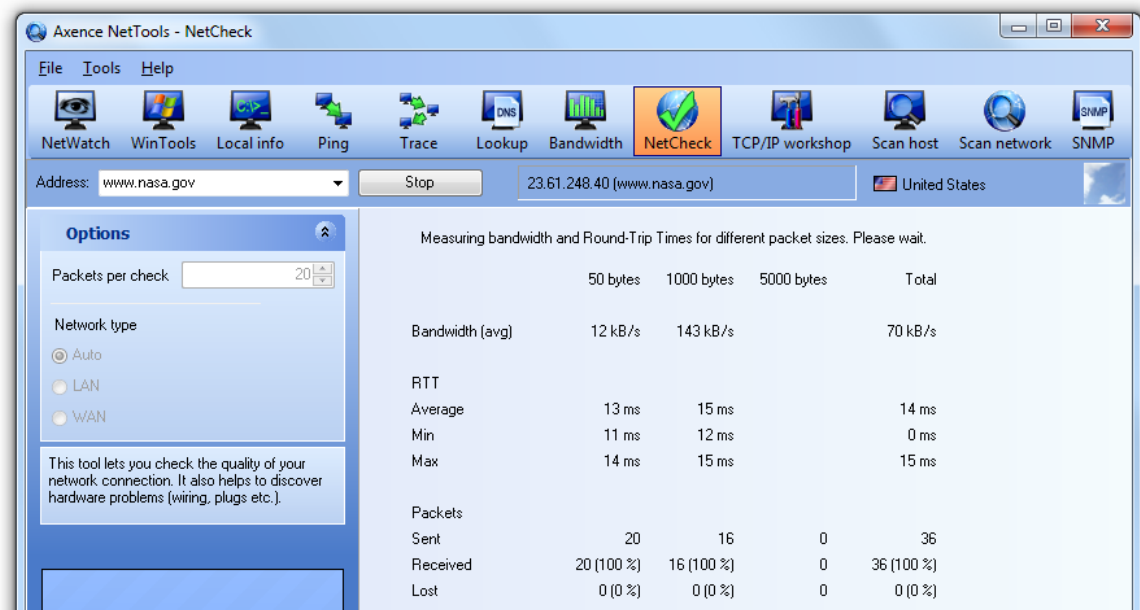 Axence NetTools - NetCheck
File Tools Help
C:\>_ DNS SNMP
NetWatch WinTools Local info Ping Trace Lookup Bandwidth NetCheck TCP/IP workshop Scan host Scan network SNMP
Address: www.nasa.gov Stop 23.61.248.40 (www.nasa.gov) United States
Options
Packets per check 20
Network type
Auto
LAN
WAN
This tool lets you check the quality of your
network connection. It also helps to discover
hardware problems (wiring, plugs etc.).
Measuring bandwidth and Round-Trip Times for different packet sizes. Please wait.
50 bytes 1000 bytes 5000 bytes Total
Bandwidth (avg) 12 kB/s 143 kB/s 70 kB/s
RTT
Average 13 ms 15 ms 14 ms
Min 11 ms 12 ms 0 ms
Max 14 ms 15 ms 15 ms
Packets
Sent 20 16 0 36
Received 20 (100 %) 16 (100 %) 0 36 (100 %)
Lost 0 (0 %) 0 (0 %) 0 0 (0 %)